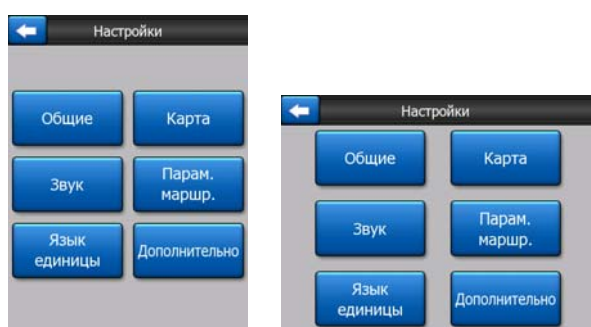 Настройки
Общие
Карта
Звук
Парам.
маршр.
Язык
единицы
Дополнительно
Настройки
Общие
Карта
Звук
Парам.
маршр.
Язык
единицы
Дополнительно